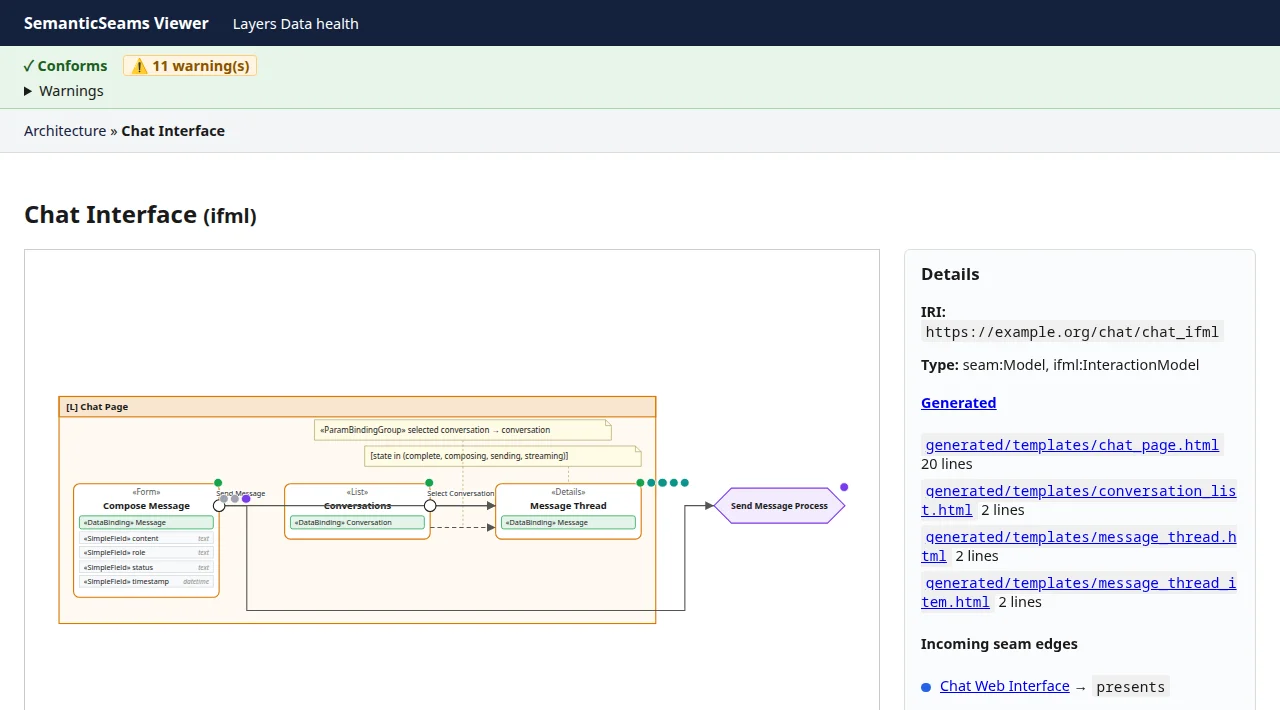 SemanticSeams Viewer Layers Data health
✓ Conforms ⚠️ 11 warning(s)
▶ Warnings
Architecture » Chat Interface
Chat Interface (ifml)
[L] Chat Page
«ParamBindingGroup» selected conversation → conversation
[state in (complete, composing, sending, streaming)]
«Form»
Compose Message
«DataBinding» Message
«SimpleField» content text
«SimpleField» role text
«SimpleField» status text
«SimpleField» timestamp datetime
Send Message
«List»
Conversations
«DataBinding» Conversation
Select Conversation
«Details»
Message Thread
«DataBinding» Message
Send Message Process
Details
IRI:
https://example.org/chat/chat_ifml
Type: seam:Model, ifml:InteractionModel
Generated
generated/templates/chat_page.html
20 lines
generated/templates/conversation_lis
t.html 2 lines
generated/templates/message_thread.h
tml 2 lines
generated/templates/message_thread_i
tem.html 2 lines
Incoming seam edges
Chat Web Interface → presents